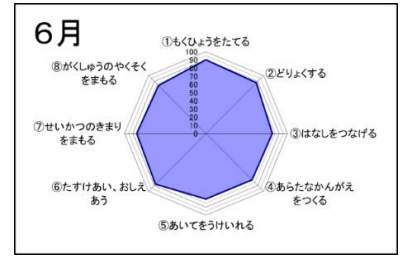 6月
①もくひょうをたてる
②どりょくする
③はなしをつなげる
④あらたなかんがえ
をつくる
⑤あいてをうけいれる
⑥たすけあい、おしえ
あう
⑦せいかつのきまり
をまもる
⑧がくしゅうのやくそく
をまもる
100
90
80
70
60
50
40
30
20
10
0